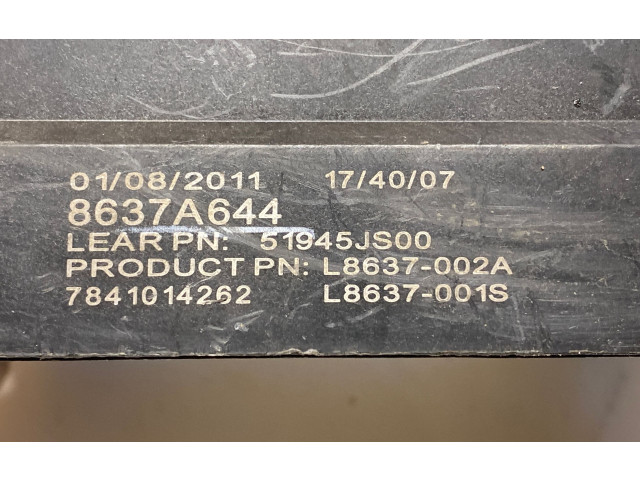 01/08/2011 17/40/07
8637A644
LEAR PN: 51945JS00
PRODUCT PN: L8637-002A
7841014262 L8637-001S